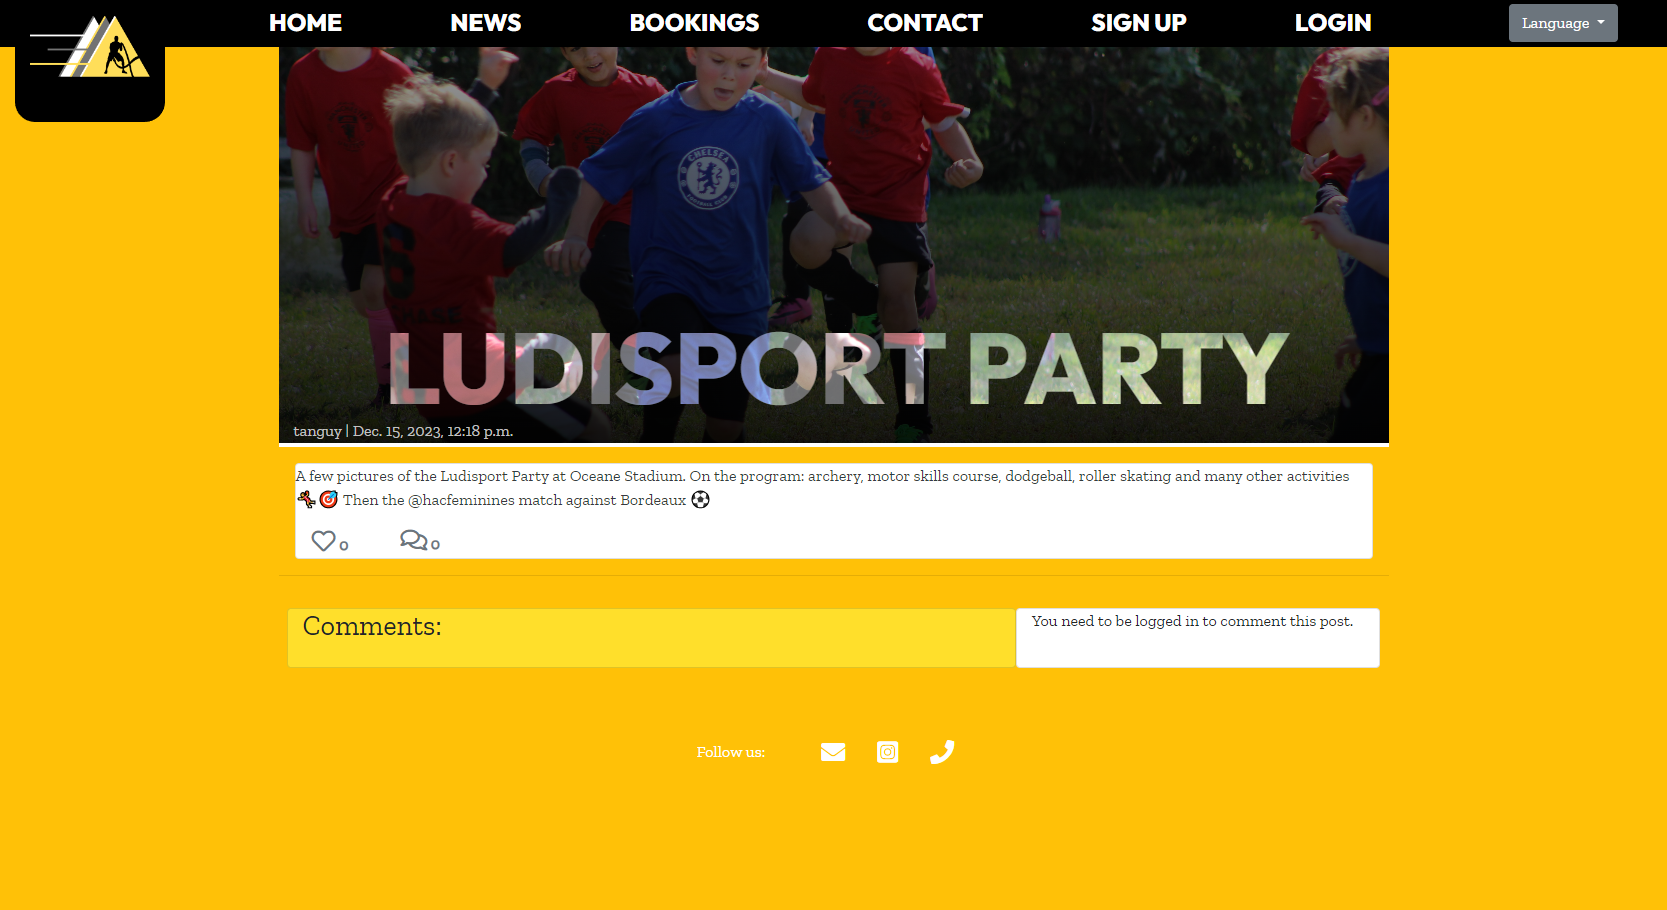 HOME NEWS BOOKINGS CONTACT SIGN UP LOGIN Language
CHELSEA
FOOTBALL CLUB
LUDISPORT PARTY
tanguy | Dec. 15, 2023, 12:18 p.m.
A few pictures of the Ludisport Party at Oceane Stadium. On the program: archery, motor skills course, dodgeball, roller skating and many other activities
🤸🎯 Then the @hacfeminines match against Bordeaux ⚽
0 0
Comments:
You need to be logged in to comment this post.
Follow us: